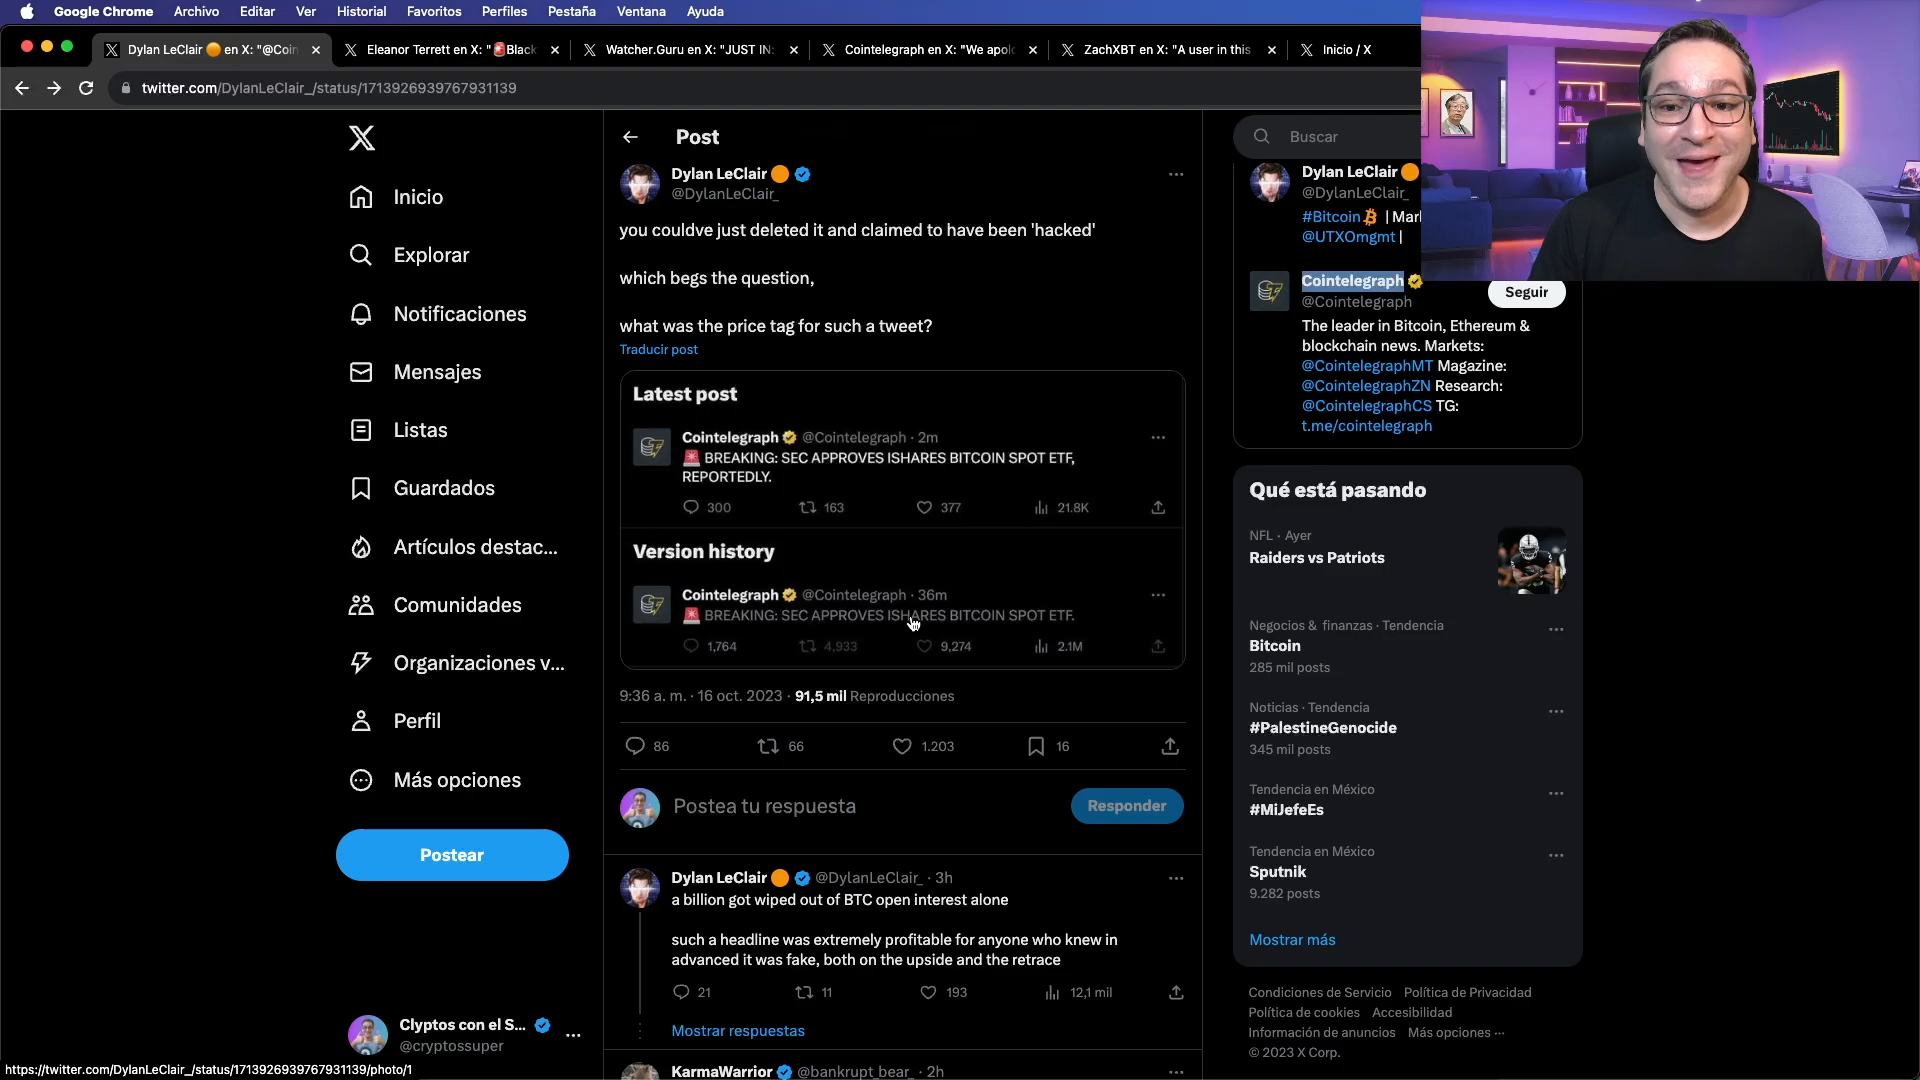 Google Chrome Archivo Editar Ver Historial Favoritos Perfiles Pestaña Ventana Ayuda
Dylan LeClair en X: "@Coin
Eleanor Terrett en X: "🚨Black
Watcher.Guru en X: "JUST IN:
Cointelegraph en X: "We apolo
ZachXBT en X: "A user in this
Inicio / X
twitter.com/DylanLeClair_/status/1713926939767931139
Inicio
Explorar
Notificaciones
Mensajes
Listas
Guardados
Artículos destac...
Comunidades
Organizaciones v...
Perfil
Más opciones
Postear
Clyptos con el S...
@cryptossuper
https://twitter.com/DylanLeClair_/status/1713926939767931139/photo/1
Post
Dylan LeClair
@DylanLeClair_
you couldve just deleted it and claimed to have been 'hacked'
which begs the question,
what was the price tag for such a tweet?
Traducir post
Latest post
Cointelegraph @Cointelegraph · 2m
🚨 BREAKING: SEC APPROVES ISHARES BITCOIN SPOT ETF,
REPORTEDLY.
300 163 377 21.8K
Version history
Cointelegraph @Cointelegraph · 36m
🚨 BREAKING: SEC APPROVES ISHARES BITCOIN SPOT ETF.
1,764 4,933 9,274 2.1M
9:36 a. m. · 16 oct. 2023 · 91,5 mil Reproducciones
86 66 1.203 16
Postea tu respuesta
Responder
Dylan LeClair @DylanLeClair_ · 3h
a billion got wiped out of BTC open interest alone
such a headline was extremely profitable for anyone who knew in
advanced it was fake, both on the upside and the retrace
21 11 193 12,1 mil
Mostrar respuestas
KarmaWarrior @bankrupt_bear_ · 2h
Buscar
Dylan LeClair
@DylanLeClair_
#Bitcoin | Mar
@UTXOmgmt |
Cointelegraph
@Cointelegraph
Seguir
The leader in Bitcoin, Ethereum &
blockchain news. Markets:
@CointelegraphMT Magazine:
@CointelegraphZN Research:
@CointelegraphCS TG:
t.me/cointelegraph
Qué está pasando
NFL · Ayer
Raiders vs Patriots
Negocios & finanzas · Tendencia
Bitcoin
285 mil posts
Noticias · Tendencia
#PalestineGenocide
345 mil posts
Tendencia en México
#MiJefeEs
Tendencia en México
Sputnik
9.282 posts
Mostrar más
Condiciones de Servicio Política de Privacidad
Política de cookies Accesibilidad
Información de anuncios Más opciones ···
© 2023 X Corp.